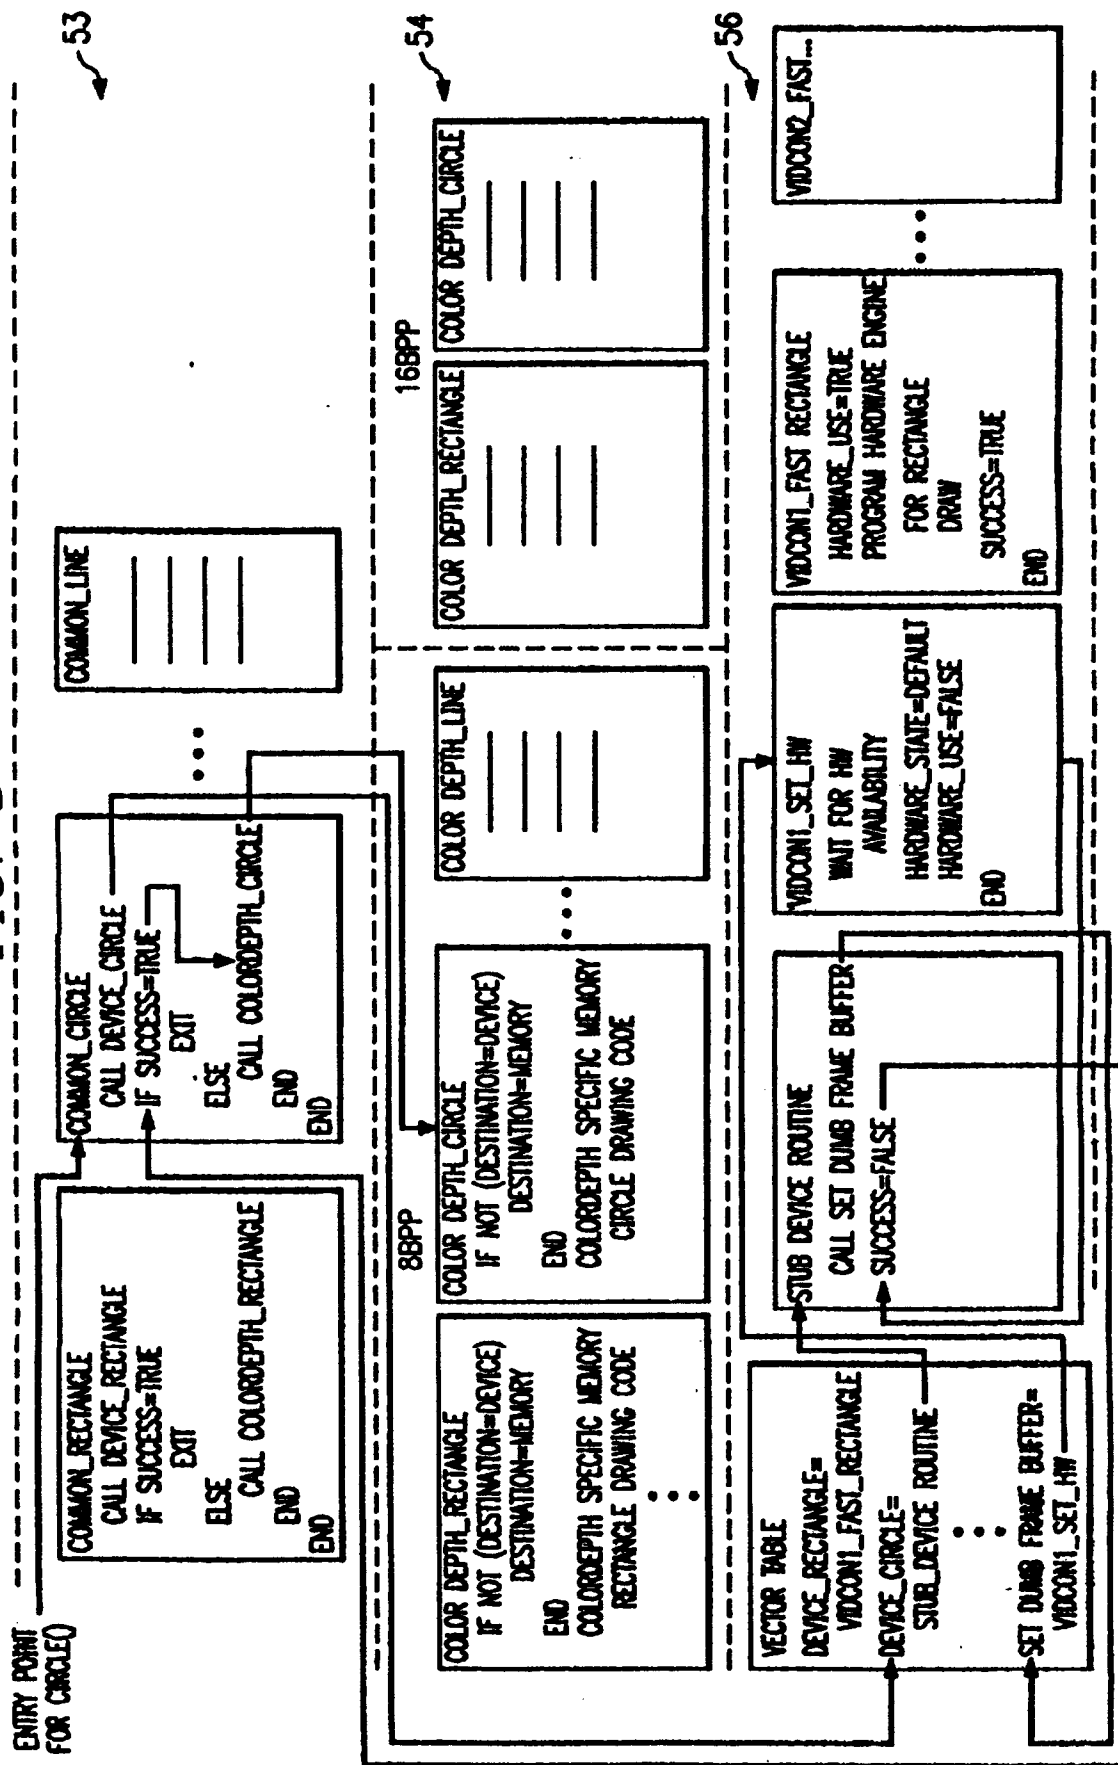 ENTRY POINT
FOR CIRCLE()
53
COMMON_RECTANGLE
CALL DEVICE_RECTANGLE
IF SUCCESS=TRUE
EXIT
ELSE
CALL COLORDEPTH_RECTANGLE
END
END
COMMON_CIRCLE
CALL DEVICE_CIRCLE
IF SUCCESS=TRUE
EXIT
ELSE
CALL COLORDEPTH_CIRCLE
END
END
COMMON_LINE
54
8BPP
COLOR DEPTH_RECTANGLE
IF NOT (DESTINATION=DEVICE)
DESTINATION=MEMORY
END
COLORDEPTH SPECIFIC MEMORY
RECTANGLE DRAWING CODE
COLOR DEPTH_CIRCLE
IF NOT (DESTINATION=DEVICE)
DESTINATION=MEMORY
END
COLORDEPTH SPECIFIC MEMORY
CIRCLE DRAWING CODE
COLOR DEPTH_LINE
16BPP
COLOR DEPTH_RECTANGLE
COLOR DEPTH_CIRCLE
56
VECTOR TABLE
DEVICE_RECTANGLE=
VIDCON1_FAST_RECTANGLE
DEVICE_CIRCLE=
STUB_DEVICE ROUTINE
SET DUMB FRAME BUFFER=
VIDCON1_SET_HW
STUB DEVICE ROUTINE
CALL SET DUMB FRAME BUFFER
SUCCESS=FALSE
VIDCON1_SET_HW
WAIT FOR HW
AVAILABILITY
HARDWARE_STATE=DEFAULT
HARDWARE_USE=FALSE
END
VIDCON1_FAST RECTANGLE
HARDWARE_USE=TRUE
PROGRAM HARDWARE ENGINE
FOR RECTANGLE
DRAW
SUCCESS=TRUE
END
VIDCON2_FAST...